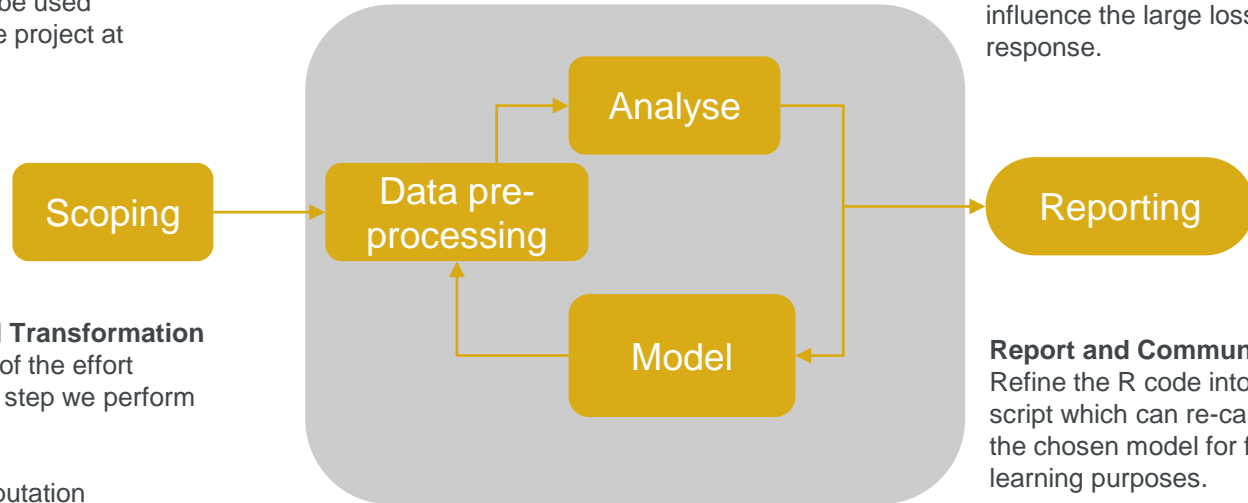 be used
e project at
influence the large loss
response.
Analyse
Scoping
Data pre-
processing
Reporting
Model
Transformation
of the effort
step we perform
Report and Commun
Refine the R code into
script which can re-ca
the chosen model for f
learning purposes.
utation